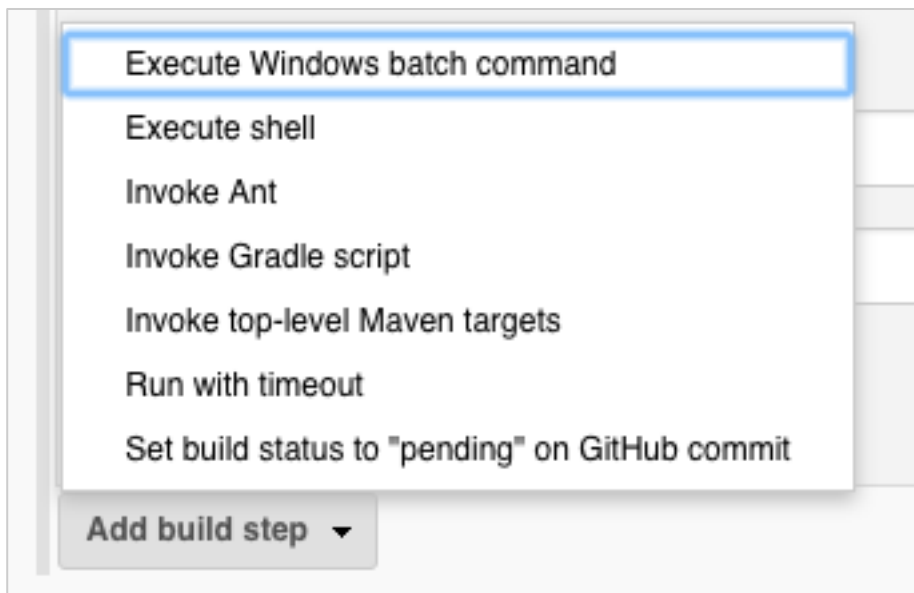 Execute Windows batch command
Execute shell
Invoke Ant
Invoke Gradle script
Invoke top-level Maven targets
Run with timeout
Set build status to "pending" on GitHub commit
Add build step